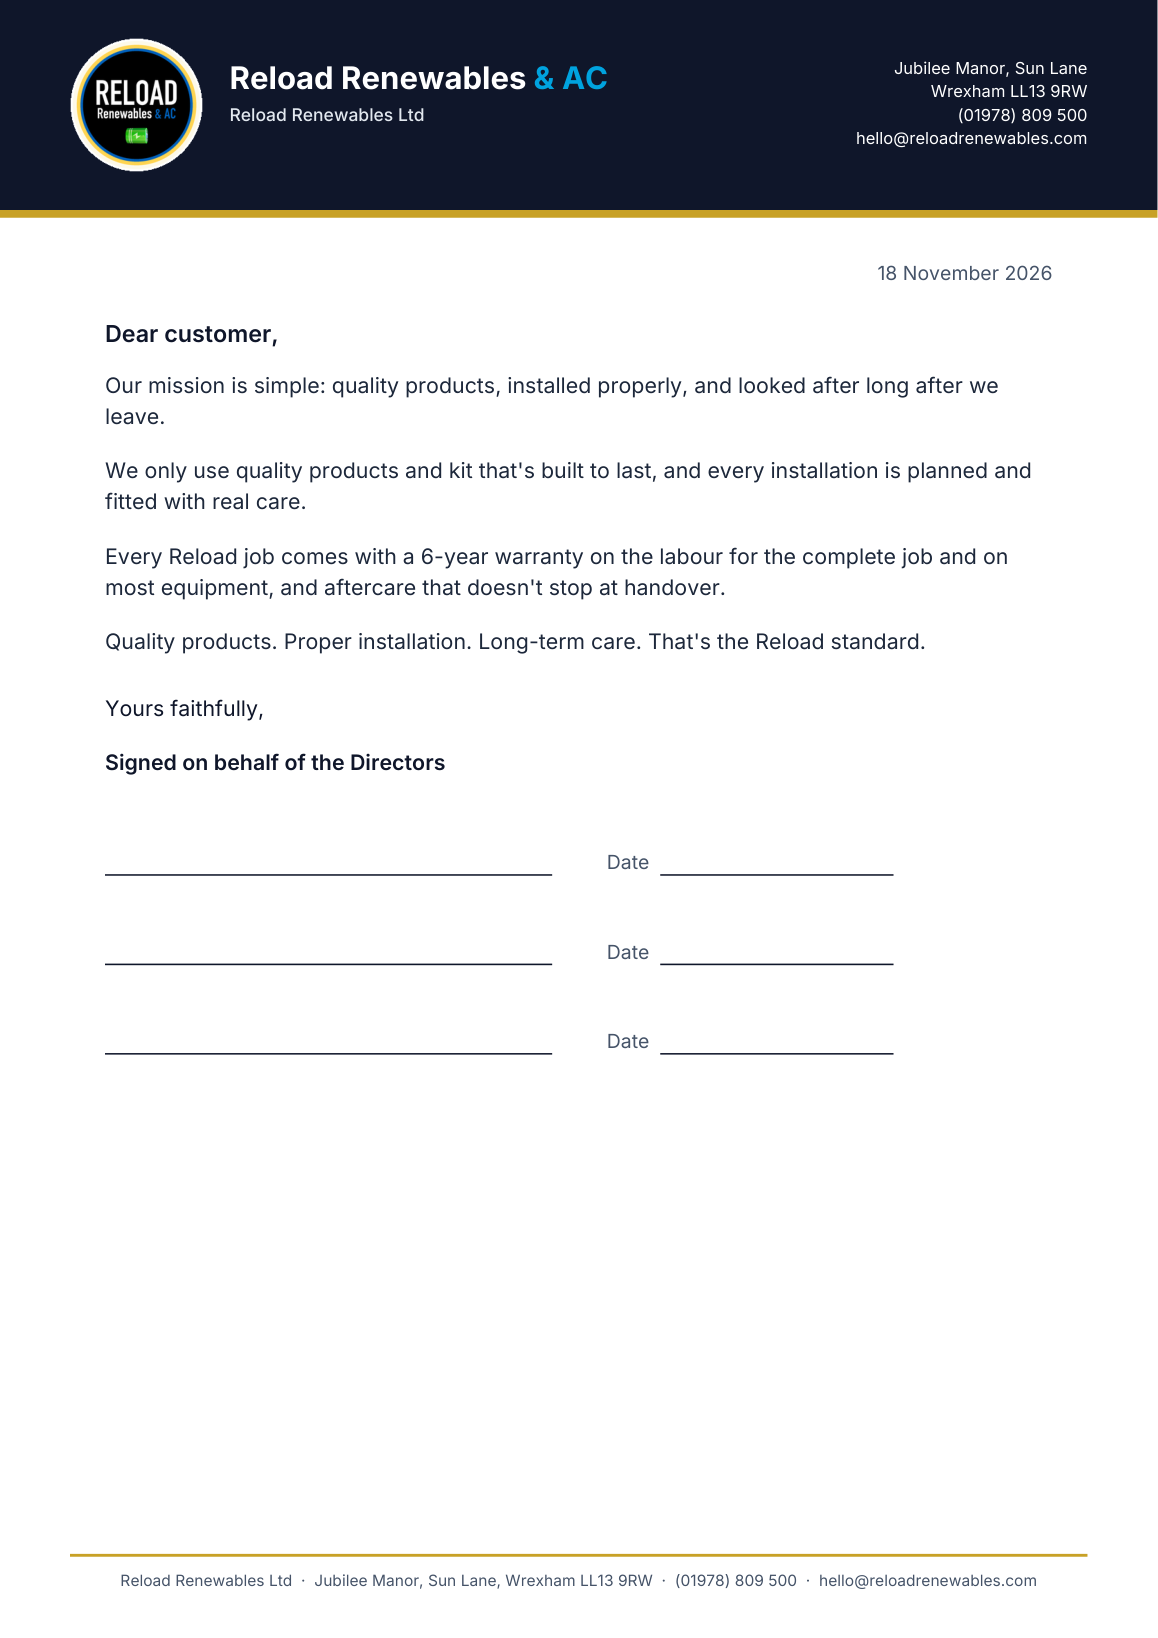 RELOAD
Renewables & AC
Reload Renewables & AC
Reload Renewables Ltd
Jubilee Manor, Sun Lane
Wrexham LL13 9RW
(01978) 809 500
hello@reloadrenewables.com
18 November 2026
Dear customer,
Our mission is simple: quality products, installed properly, and looked after long after we
leave.
We only use quality products and kit that's built to last, and every installation is planned and
fitted with real care.
Every Reload job comes with a 6-year warranty on the labour for the complete job and on
most equipment, and aftercare that doesn't stop at handover.
Quality products. Proper installation. Long-term care. That's the Reload standard.
Yours faithfully,
Signed on behalf of the Directors
Date
Date
Date
Reload Renewables Ltd · Jubilee Manor, Sun Lane, Wrexham LL13 9RW · (01978) 809 500 · hello@reloadrenewables.com